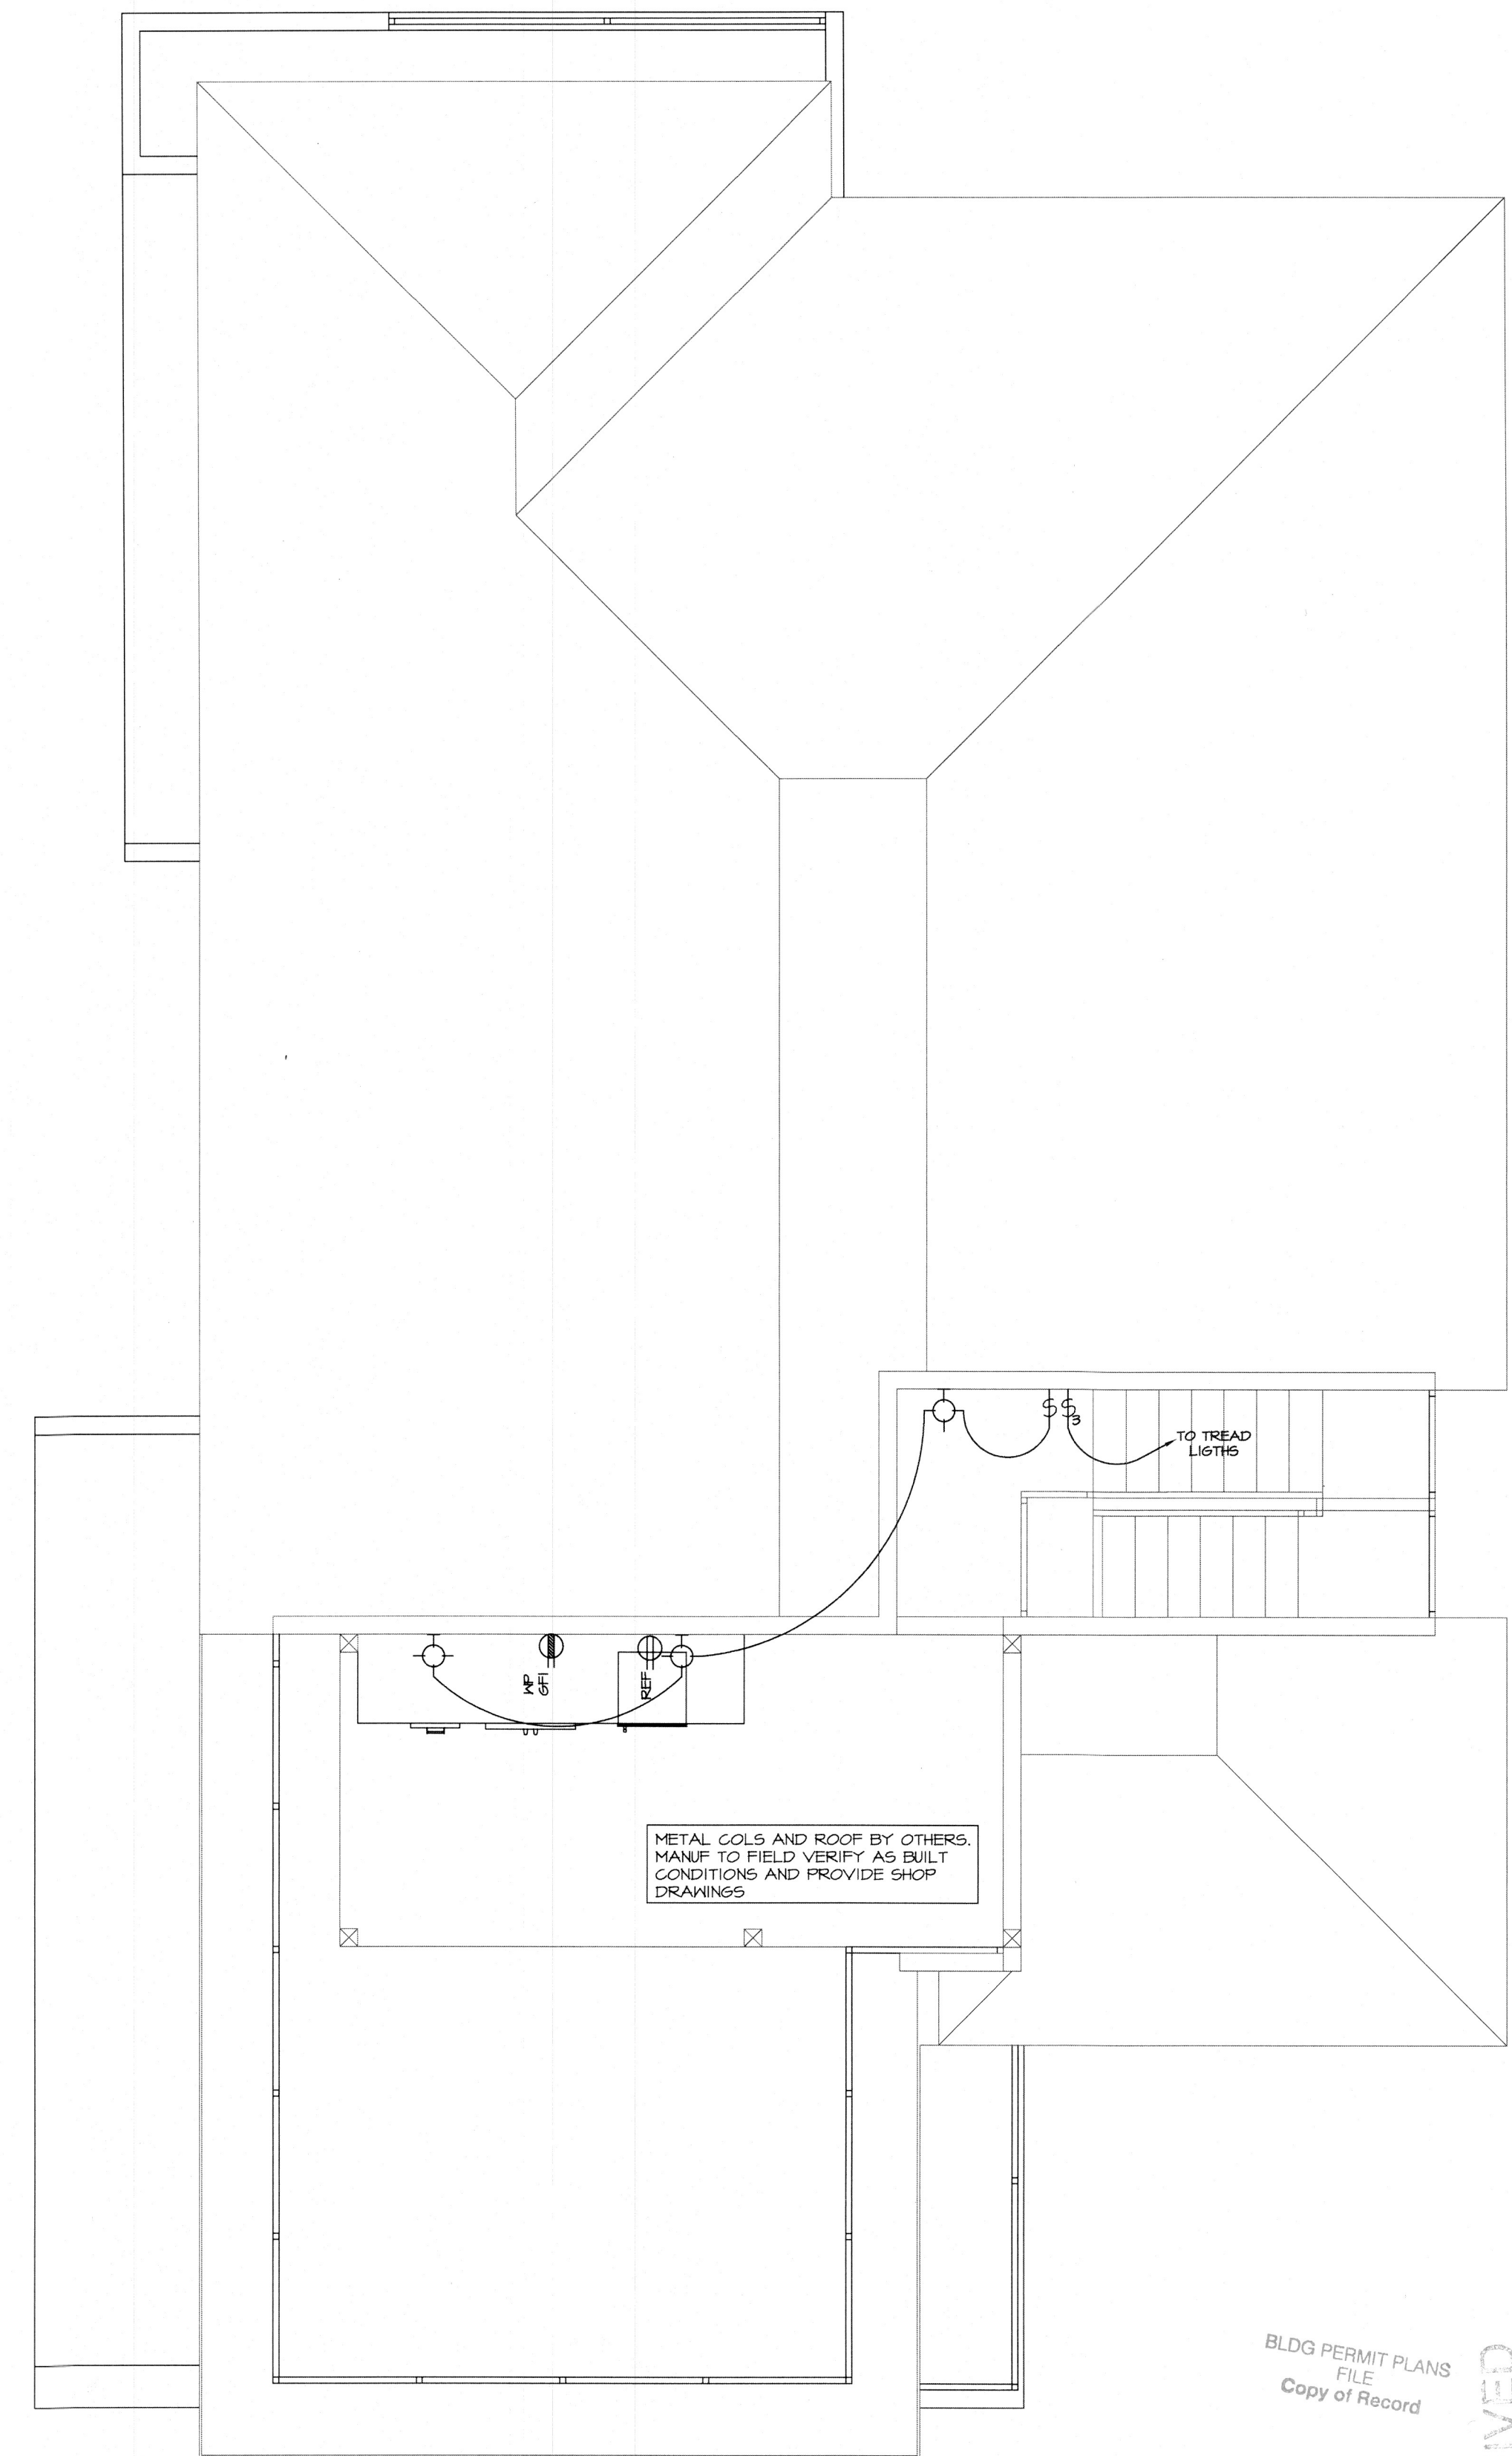 S S3
TO TREAD
LIGTHS
WP
GFI
REF
METAL COLS AND ROOF BY OTHERS.
MANUF TO FIELD VERIFY AS BUILT
CONDITIONS AND PROVIDE SHOP
DRAWINGS
BLDG PERMIT PLANS
FILE
Copy of Record